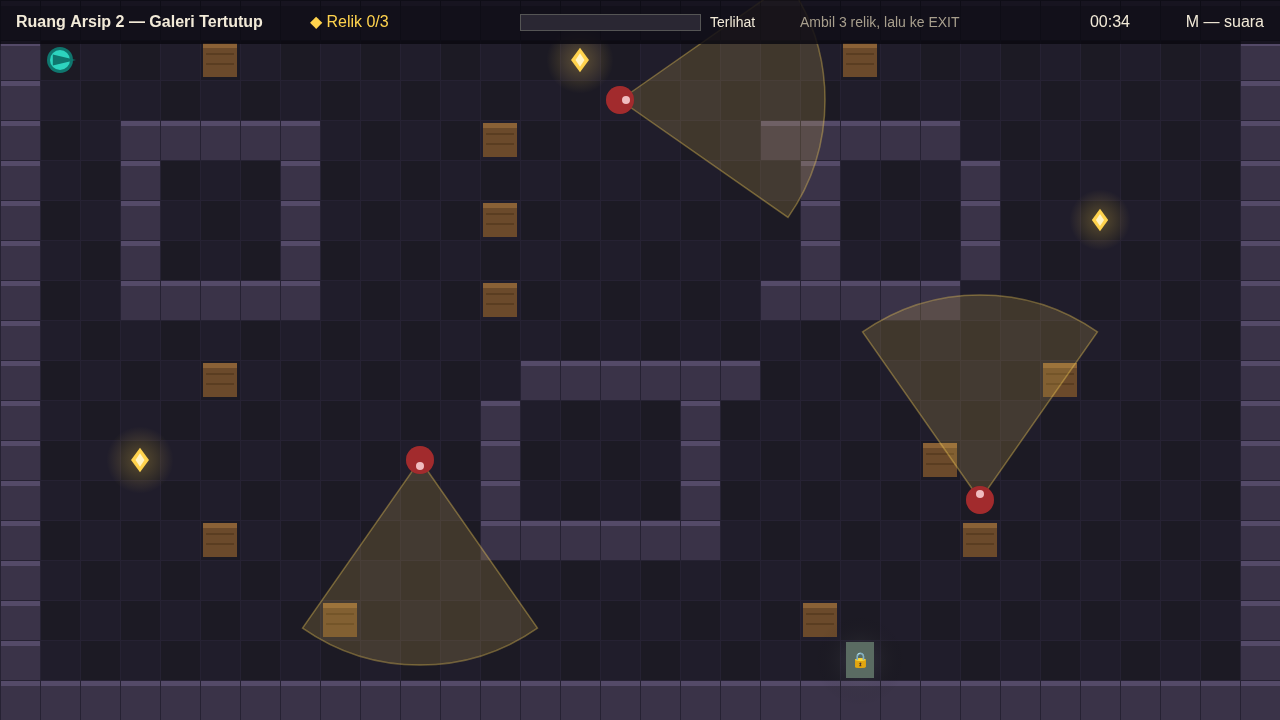 Ruang Arsip 2 — Galeri Tertutup
◆ Relik 0/3
Terlihat
Ambil 3 relik, lalu ke EXIT
00:34
M — suara